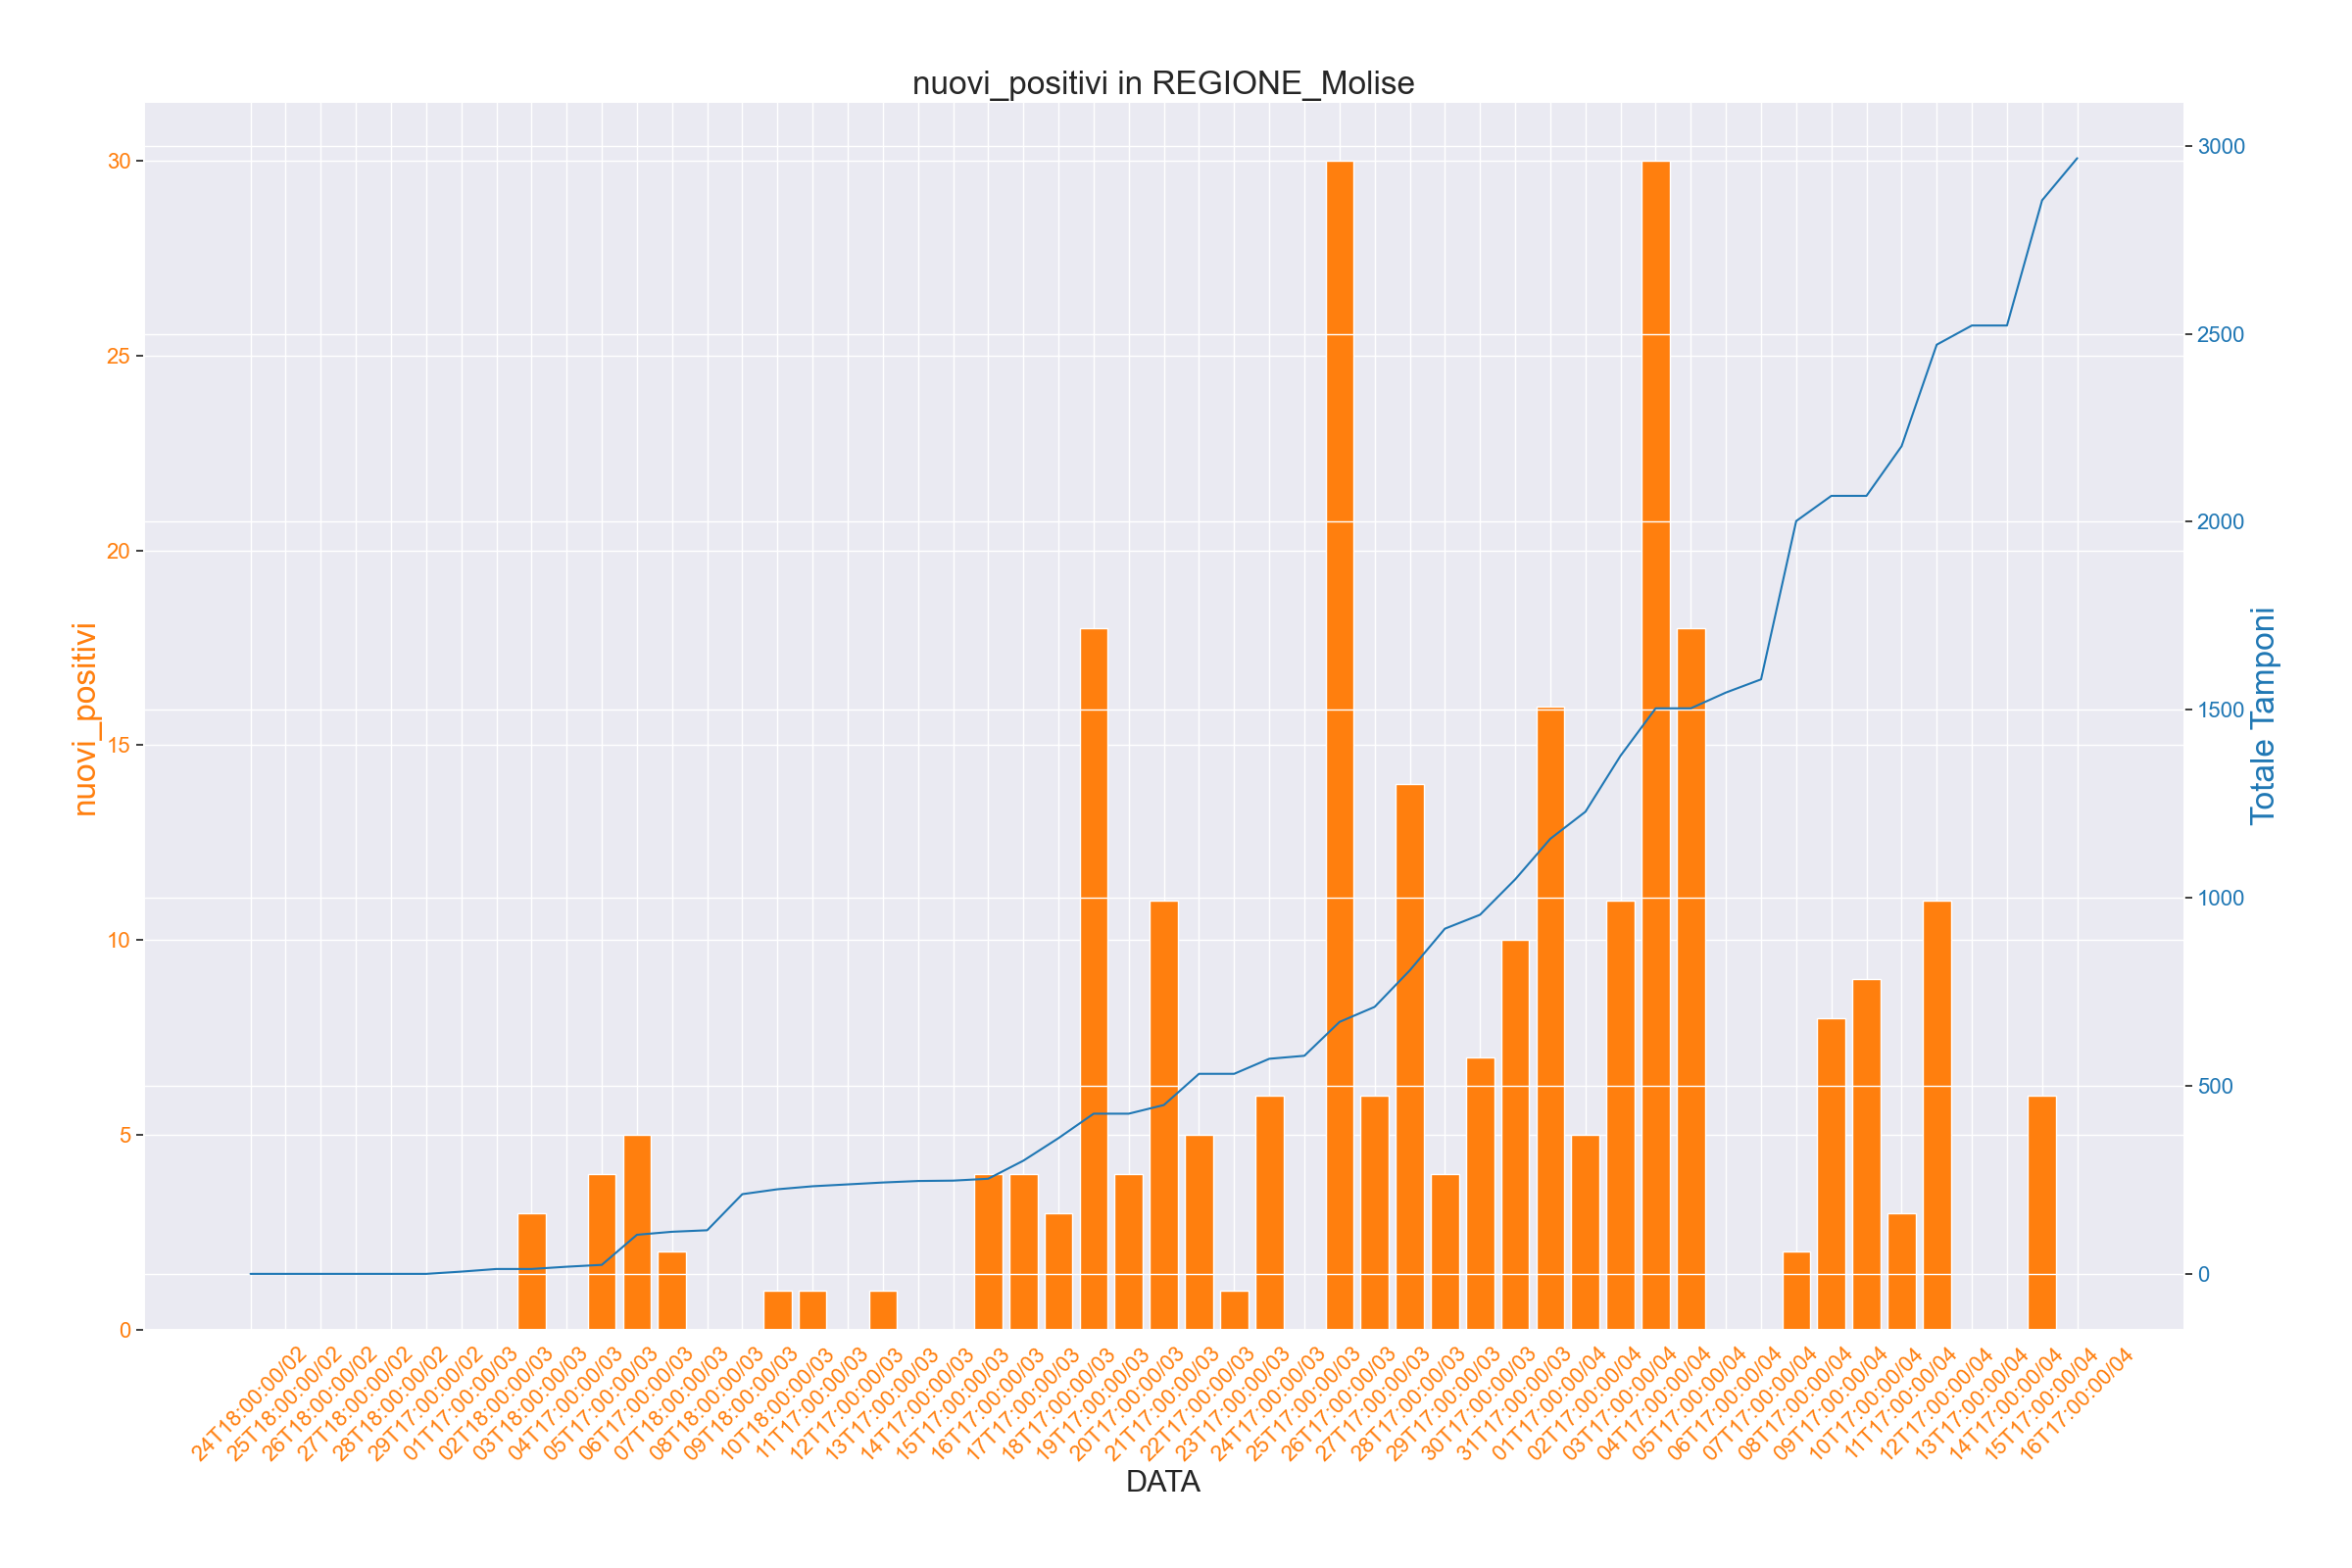 nuovi_positivi in REGIONE_Molise
30
25
20
15
10
5
0
nuovi_positivi
3000
2500
2000
1500
1000
500
0
Totale Tamponi
24T18:00:00/02
25T18:00:00/02
26T18:00:00/02
27T18:00:00/02
28T18:00:00/02
29T17:00:00/02
01T17:00:00/03
02T18:00:00/03
03T18:00:00/03
04T17:00:00/03
05T17:00:00/03
06T17:00:00/03
07T18:00:00/03
08T18:00:00/03
09T18:00:00/03
10T18:00:00/03
11T17:00:00/03
12T17:00:00/03
13T17:00:00/03
14T17:00:00/03
15T17:00:00/03
16T17:00:00/03
17T17:00:00/03
18T17:00:00/03
19T17:00:00/03
20T17:00:00/03
21T17:00:00/03
22T17:00:00/03
23T17:00:00/03
24T17:00:00/03
25T17:00:00/03
26T17:00:00/03
27T17:00:00/03
28T17:00:00/03
29T17:00:00/03
30T17:00:00/03
31T17:00:00/03
01T17:00:00/04
02T17:00:00/04
03T17:00:00/04
04T17:00:00/04
05T17:00:00/04
06T17:00:00/04
07T17:00:00/04
08T17:00:00/04
09T17:00:00/04
10T17:00:00/04
11T17:00:00/04
12T17:00:00/04
13T17:00:00/04
14T17:00:00/04
15T17:00:00/04
16T17:00:00/04
DATA